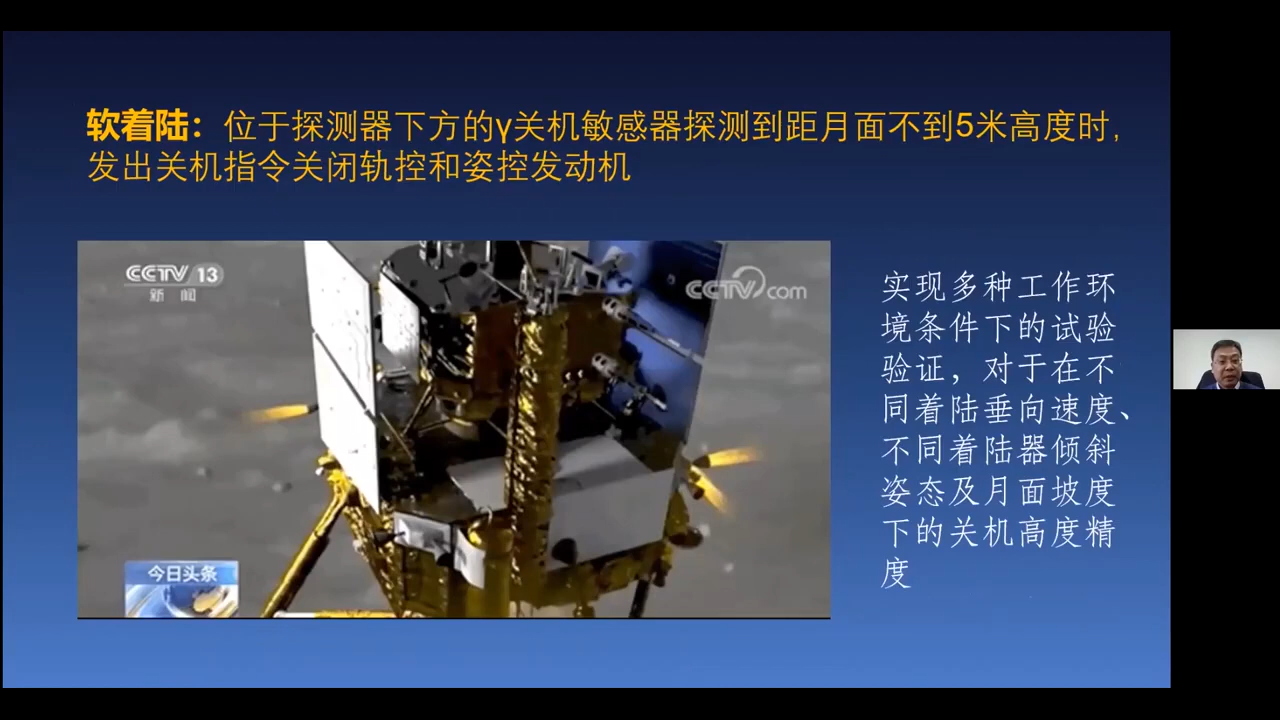 软着陆：位于探测器下方的γ关机敏感器探测到距月面不到5米高度时，
发出关机指令关闭轨控和姿控发动机
CCTV 13
新闻
CCTV.com
今日头条
实现多种工作环
境条件下的试验
验证，对于在不
同着陆垂向速度、
不同着陆器倾斜
姿态及月面坡度
下的关机高度精
度